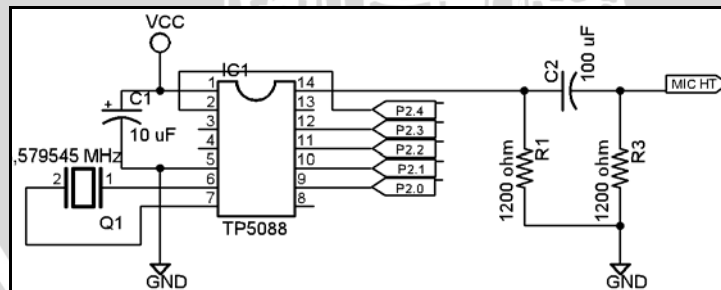 VCC
IC1
C1
+
10 uF
,579545 MHz
2
1
Q1
1
2
3
4
5
6
7
14
13
12
11
10
9
8
TP5088
P2.4
P2.3
P2.2
P2.1
P2.0
C2
100 uF
MIC HT
R1
1200 ohm
R3
1200 ohm
GND
GND